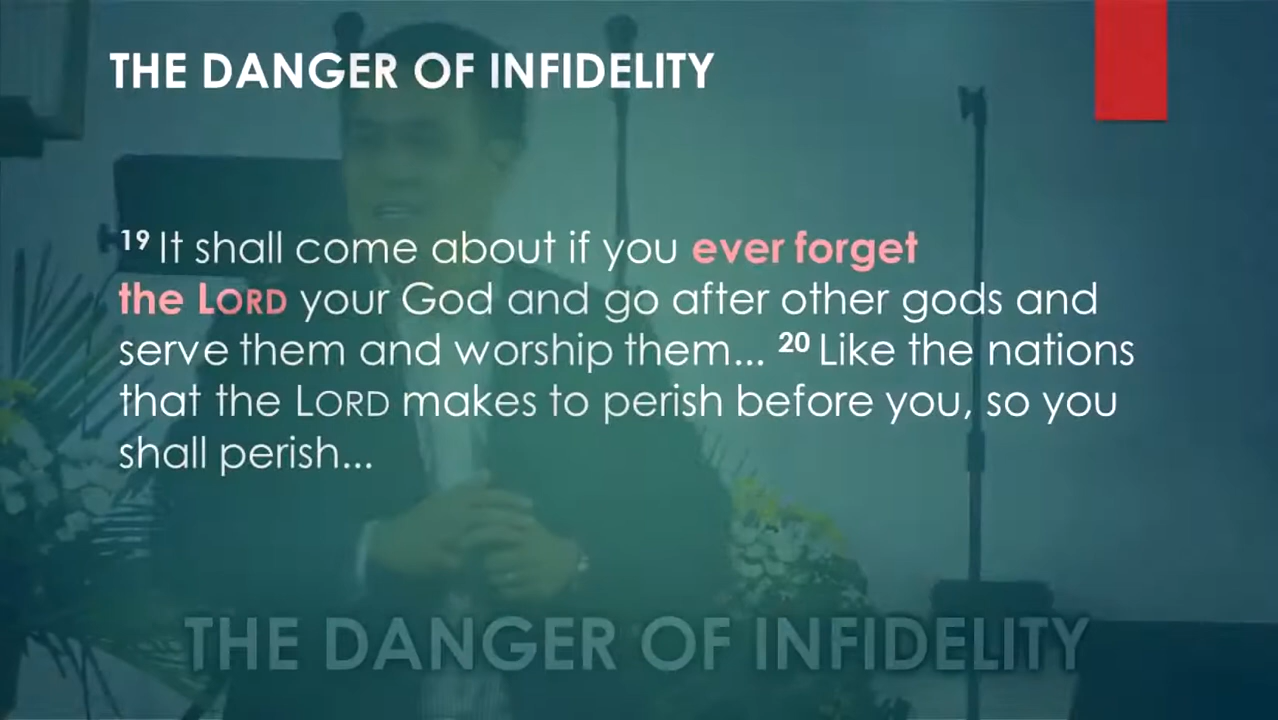 THE DANGER OF INFIDELITY
19 It shall come about if you ever forget
the LORD your God and go after other gods and
serve them and worship them... 20 Like the nations
that the LORD makes to perish before you, so you
shall perish...
THE DANGER OF INFIDELITY